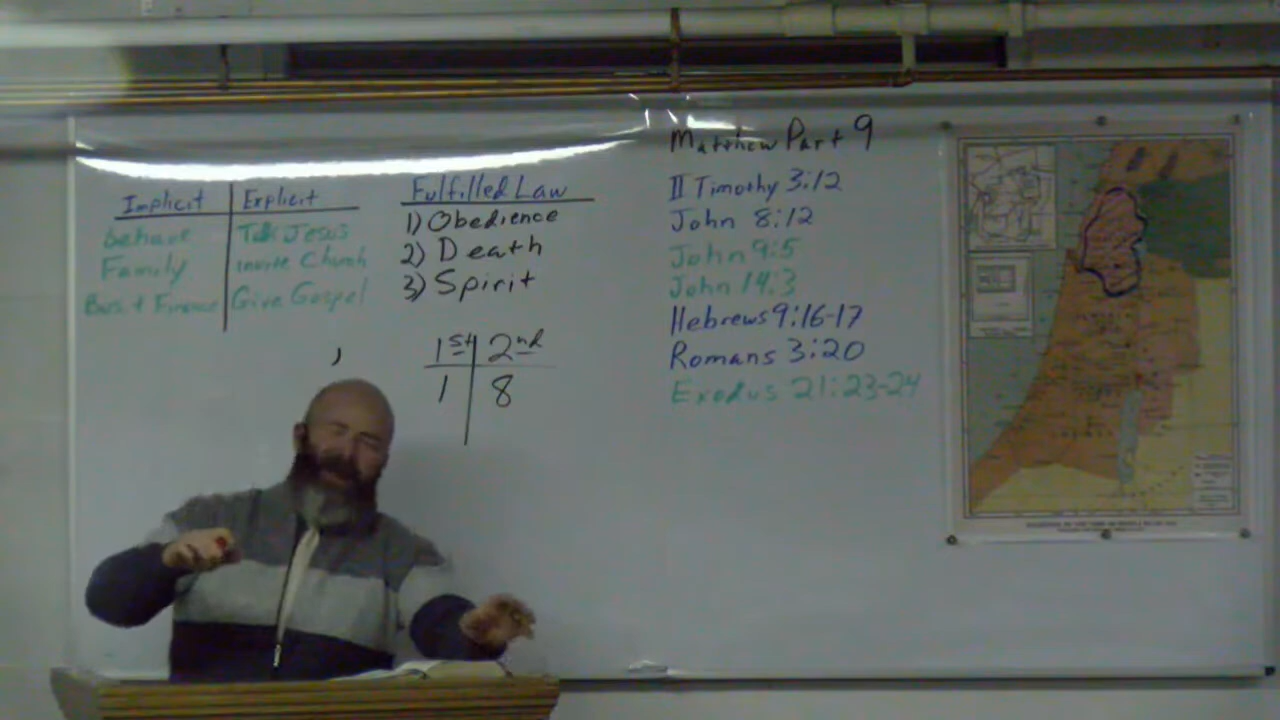 Implicit Explicit
Behave Talk Jesus
Family Invite Church
Bus. + Finance Give Gospel
Fulfilled Law
1) Obedience
2) Death
3) Spirit
1st 2nd
1 8
Matthew Part 9
II Timothy 3:12
John 8:12
John 9:5
John 14:3
Hebrews 9:16-17
Romans 3:20
Exodus 21:23-24